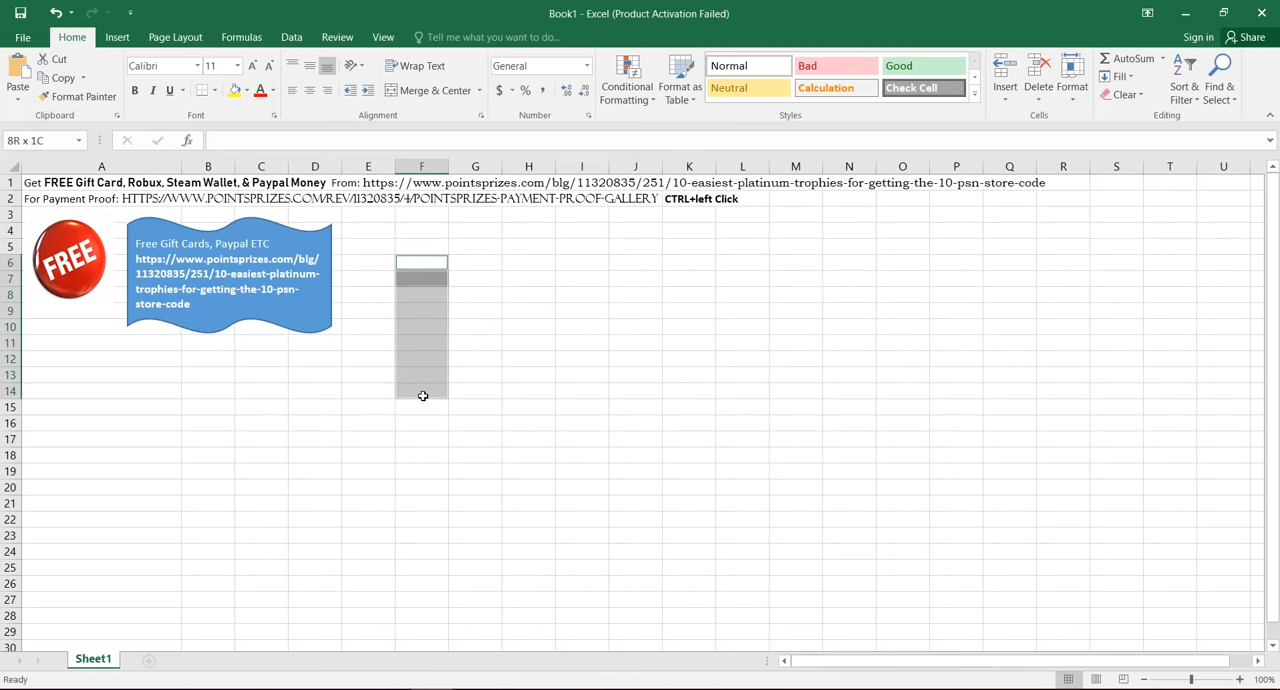 Book1 - Excel (Product Activation Failed)
File Home Insert Page Layout Formulas Data Review View Tell me what you want to do... Sign in Share
Paste
Cut
Copy
Format Painter
Clipboard
Calibri 11
B I U
Font
Wrap Text
Merge & Center
Alignment
General
$ % ,
Number
Conditional Formatting
Format as Table
Normal Bad Good
Neutral Calculation Check Cell
Styles
Insert Delete Format
Cells
AutoSum
Fill
Clear
Sort & Filter
Find & Select
Editing
8R x 1C
fx
A B C D E F G H I J K L M N O P Q R S T U
1 Get FREE Gift Card, Robux, Steam Wallet, & Paypal Money From: https://www.pointsprizes.com/blg/11320835/251/10-easiest-platinum-trophies-for-getting-the-10-psn-store-code
2 For Payment Proof: HTTPS://WWW.POINTSPRIZES.COM/REV/11320835/4/POINTSPRIZES-PAYMENT-PROOF-GALLERY CTRL+left Click
3
4
5
6
7
8
9
10
11
12
13
14
15
16
17
18
19
20
21
22
23
24
25
26
27
28
29
30
FREE
Free Gift Cards, Paypal ETC
https://www.pointsprizes.com/blg/
11320835/251/10-easiest-platinum-
trophies-for-getting-the-10-psn-
store-code
Sheet1
Ready
100%